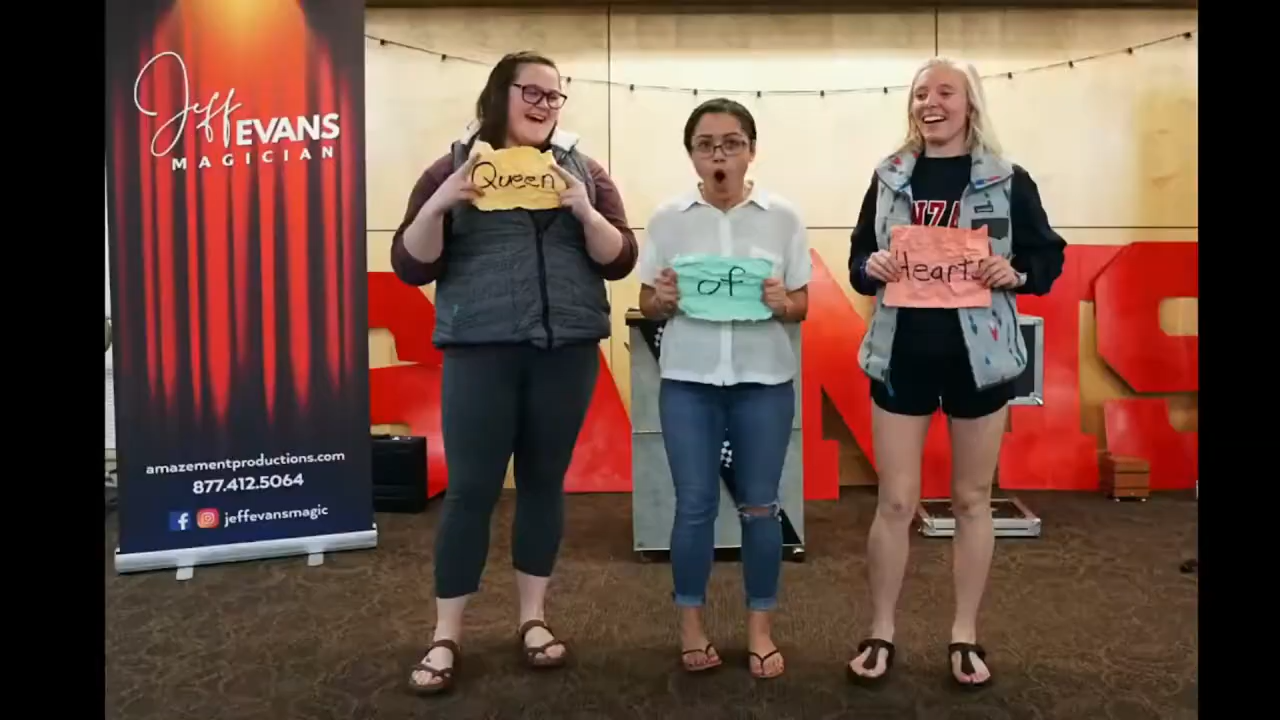 Jeff EVANS
MAGICIAN
amazementproductions.com
877.412.5064
jeffevansmagic
Queen
of
Hearts